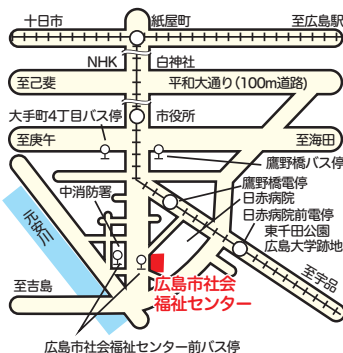 十日市
紙屋町
至広島駅
NHK
白神社
至己斐
平和大通り(100m道路)
大手町4丁目バス停
市役所
至庚午
至海田
鷹野橋バス停
鷹野橋電停
中消防署
日赤病院
日赤病院前電停
元安川
東千田公園
広島大学跡地
至宇品
至吉島
広島市社会
福祉センター
広島市社会福祉センター前バス停